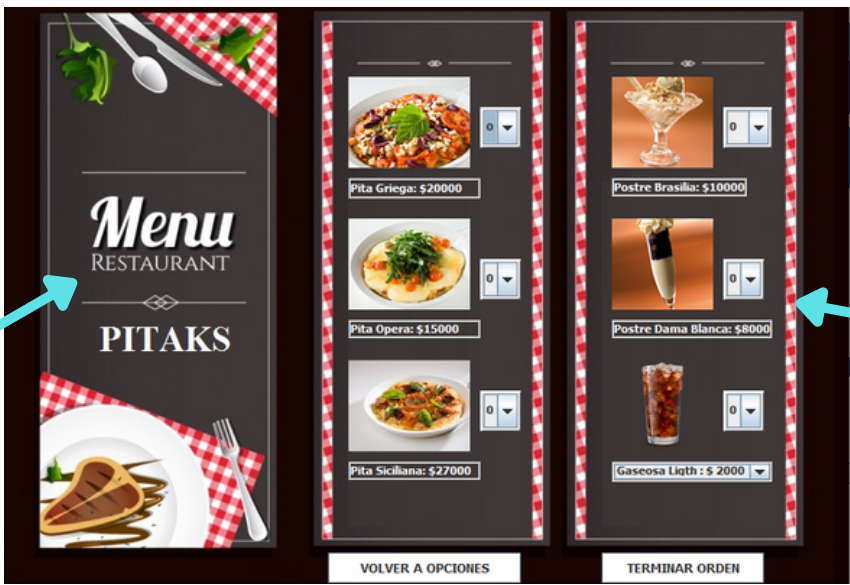 Menu
RESTAURANT
PITAKS
0
Pita Griega: $20000
0
Pita Opera: $15000
0
Pita Siciliana: $27000
VOLVER A OPCIONES
0
Postre Brasilia: $10000
0
Postre Dama Blanca: $8000
0
Gaseosa Ligth : $ 2000
TERMINAR ORDEN